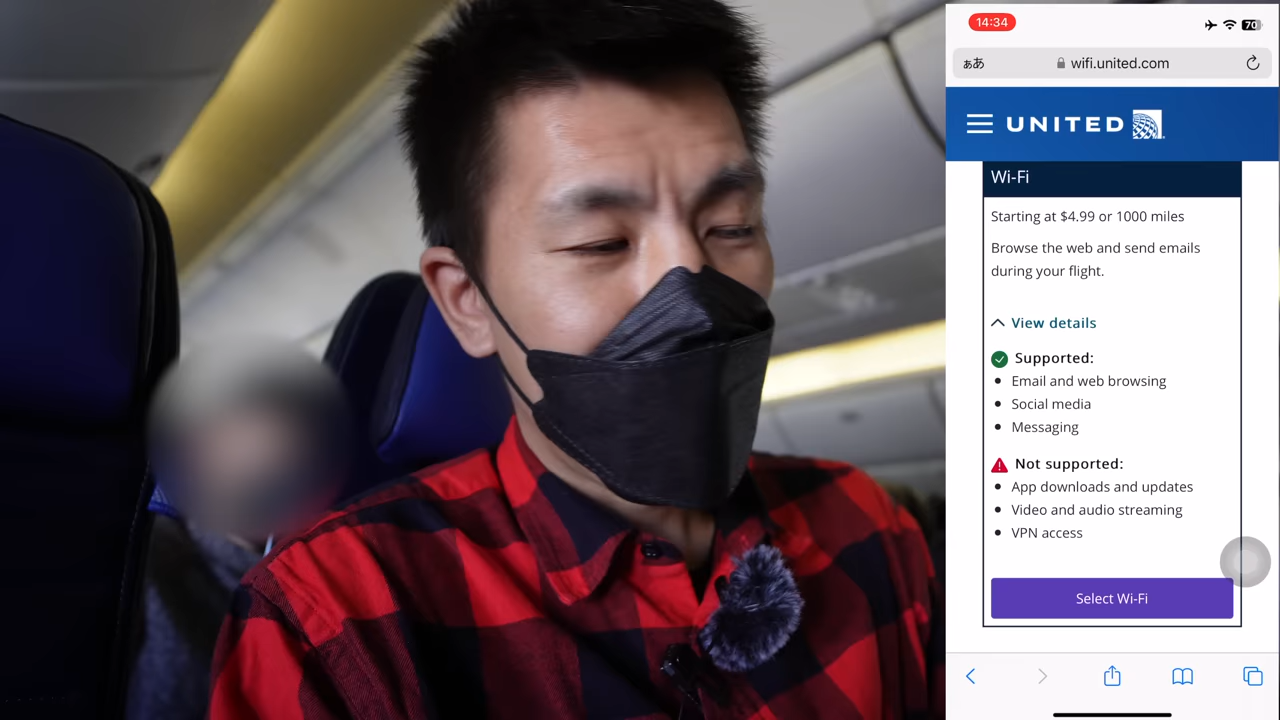 14:34
70
ぁあ
wifi.united.com
UNITED
Wi-Fi
Starting at $4.99 or 1000 miles
Browse the web and send emails
during your flight.
View details
Supported:
Email and web browsing
Social media
Messaging
Not supported:
App downloads and updates
Video and audio streaming
VPN access
Select Wi-Fi